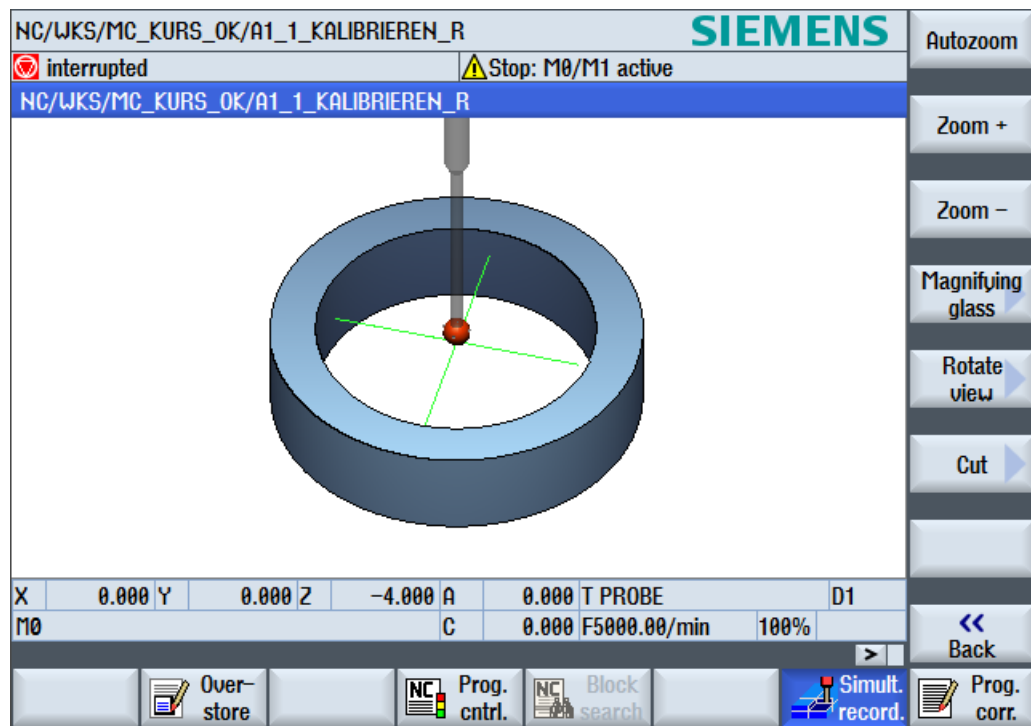 NC/WKS/MC_KURS_OK/A1_1_KALIBRIEREN_R
SIEMENS
interrupted
Stop: M0/M1 active
NC/WKS/MC_KURS_OK/A1_1_KALIBRIEREN_R
Autozoom
Zoom +
Zoom -
Magnifying
glass
Rotate
view
Cut
X 0.000 Y 0.000 Z -4.000 A 0.000 T PROBE D1
M0 C 0.000 F5000.00/min 100%
<<
Back
>
Over-
store
NC Prog.
cntrl.
NC Block
search
Simult.
record.
Prog.
corr.